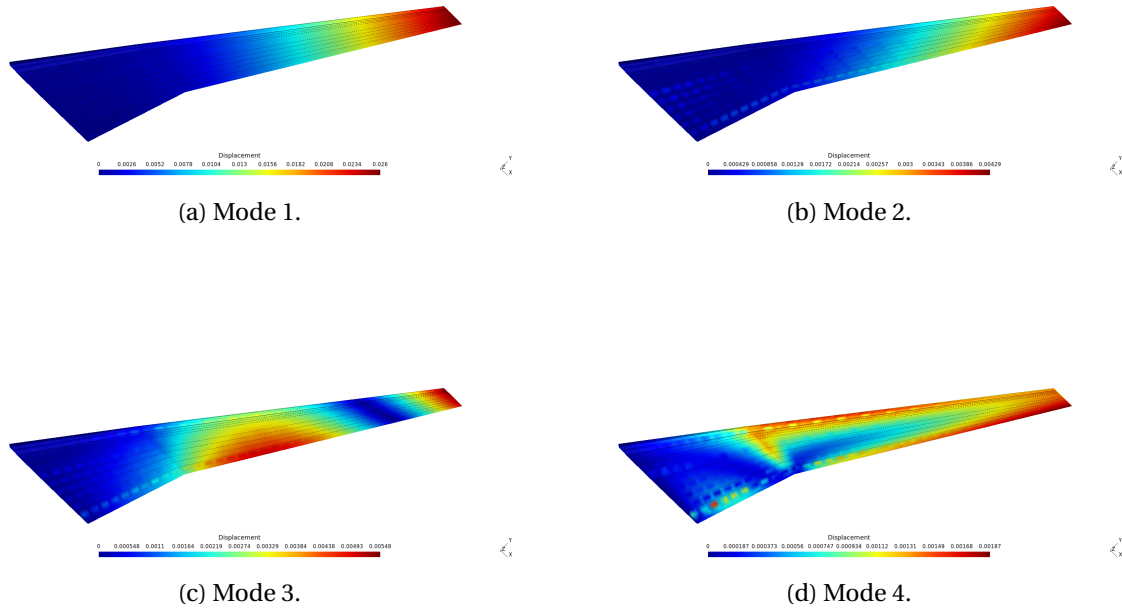 Displacement
0 0.0026 0.0052 0.0078 0.0104 0.013 0.0156 0.0182 0.0208 0.0234 0.026
Y
X
(a) Mode 1.
Displacement
0 0.000429 0.000858 0.00129 0.00172 0.00214 0.00257 0.003 0.00343 0.00386 0.00429
Y
X
(b) Mode 2.
Displacement
0 0.000548 0.0011 0.00164 0.00219 0.00274 0.00329 0.00384 0.00438 0.00493 0.00548
Y
X
(c) Mode 3.
Displacement
0 0.000187 0.000373 0.00056 0.000747 0.000934 0.00112 0.00131 0.00149 0.00168 0.00187
Y
X
(d) Mode 4.